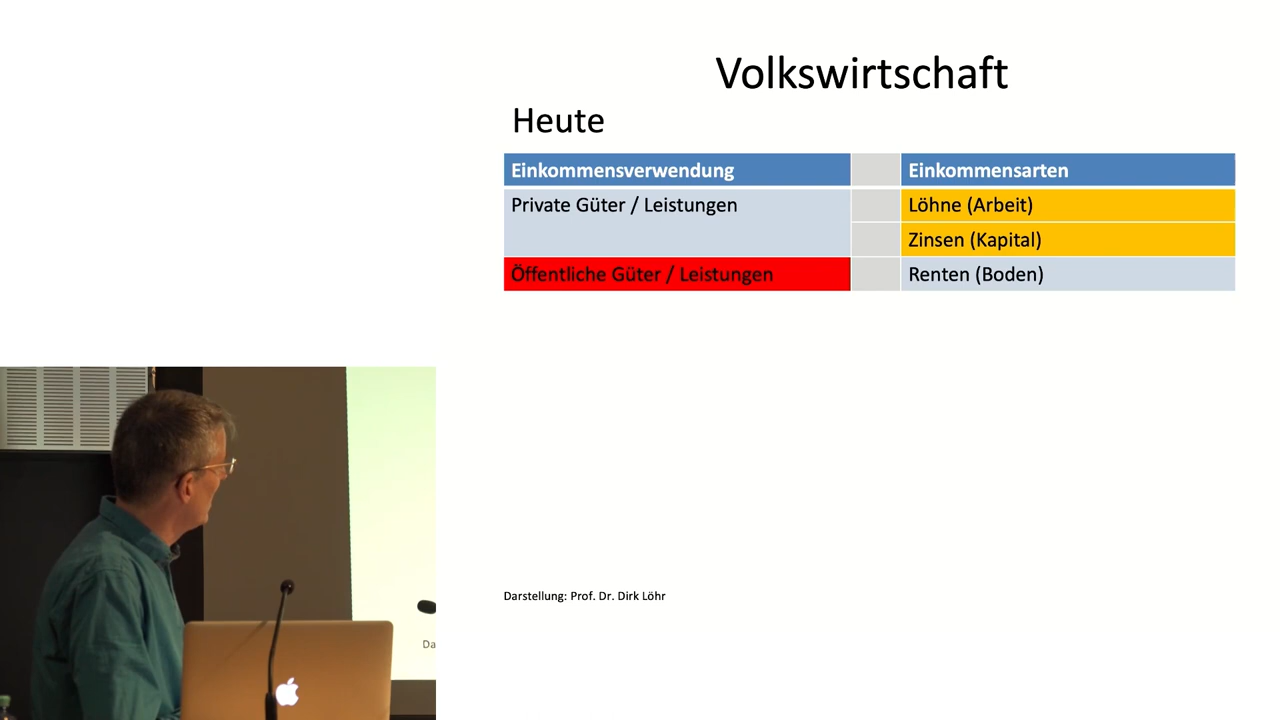 Volkswirtschaft
Heute
Einkommensverwendung
Einkommensarten
Private Güter / Leistungen
Löhne (Arbeit)
Zinsen (Kapital)
Öffentliche Güter / Leistungen
Renten (Boden)
Darstellung: Prof. Dr. Dirk Löhr
Da